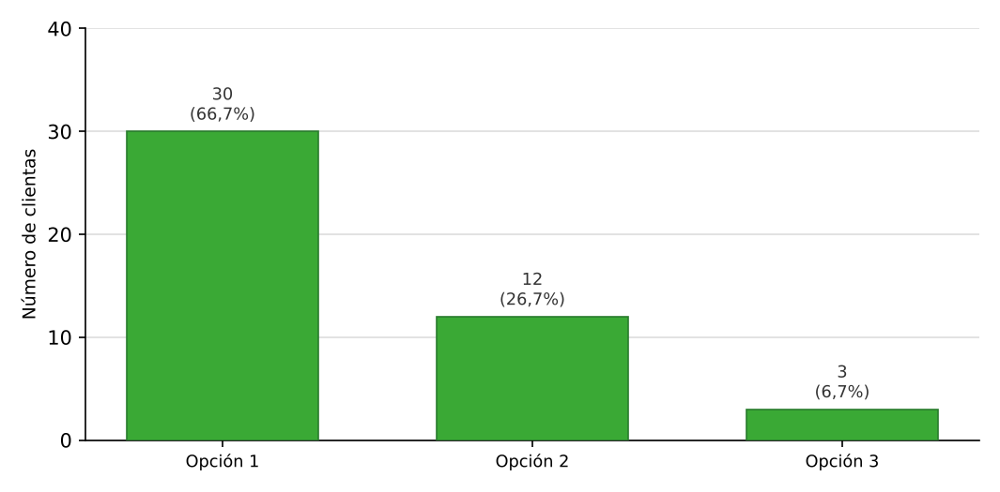 40
30
20
10
0
Número de clientas
30
(66,7%)
12
(26,7%)
3
(6,7%)
Opción 1
Opción 2
Opción 3